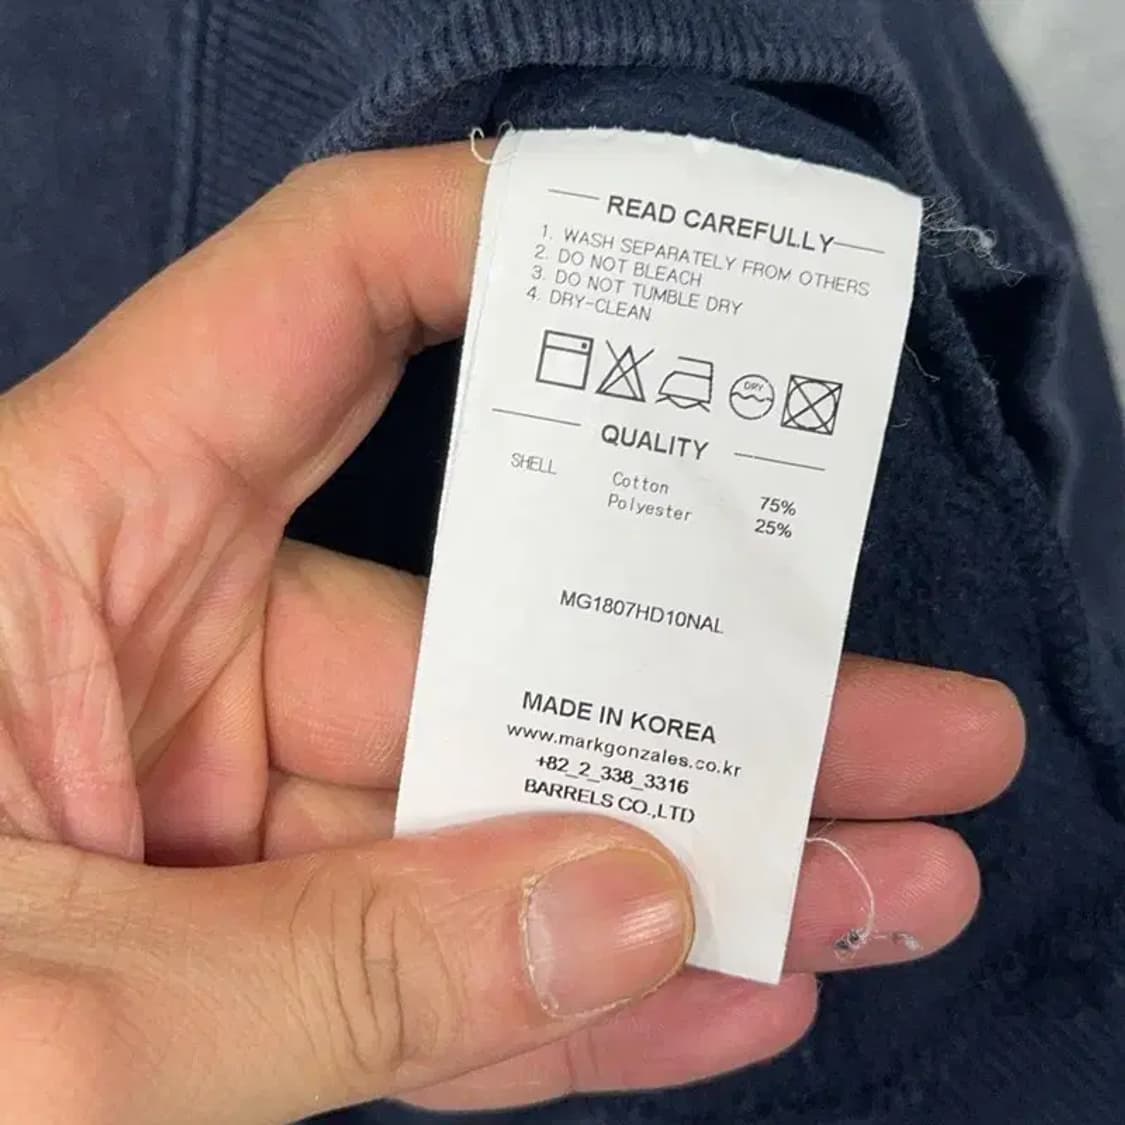 READ CAREFULLY
1. WASH SEPARATELY FROM OTHERS
2. DO NOT BLEACH
3. DO NOT TUMBLE DRY
4. DRY-CLEAN
DRY
QUALITY
SHELL Cotton 75%
Polyester 25%
MG1807HD10NAL
MADE IN KOREA
www.markgonzales.co.kr
+82_2_338_3316
BARRELS CO.,LTD